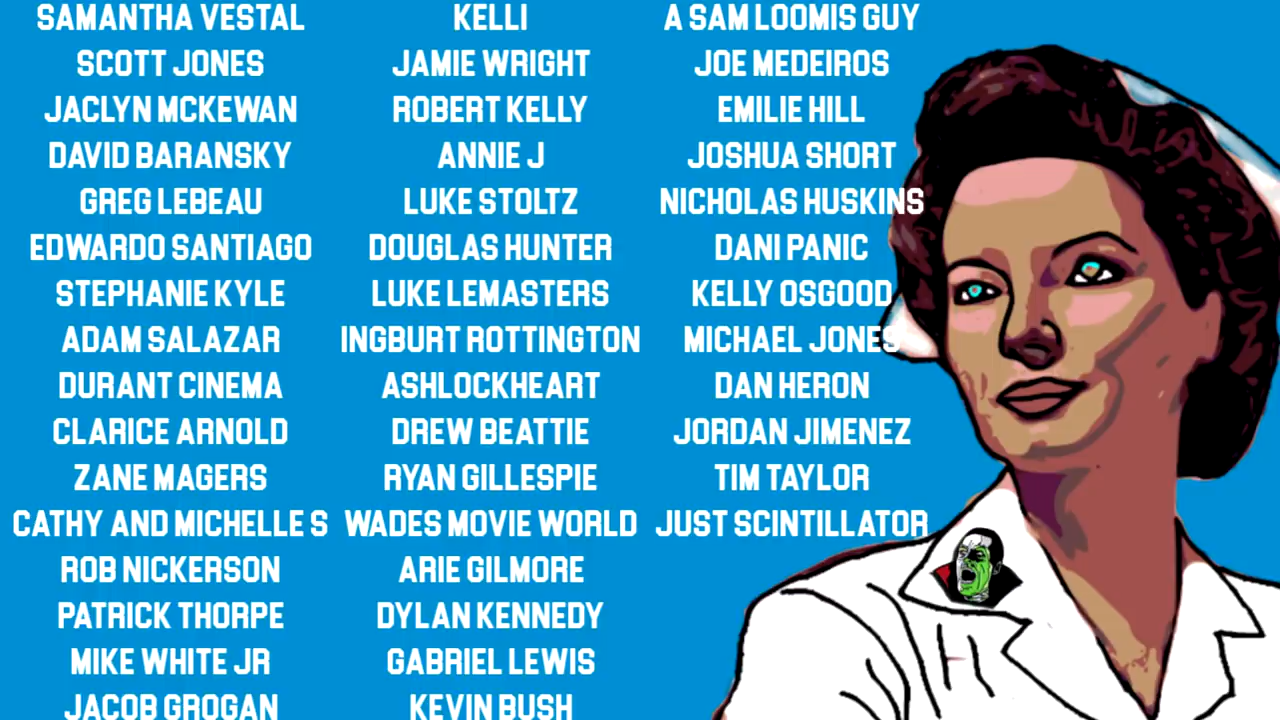 SAMANTHA VESTAL
SCOTT JONES
JACLYN MCKEWAN
DAVID BARANSKY
GREG LEBEAU
EDWARDO SANTIAGO
STEPHANIE KYLE
ADAM SALAZAR
DURANT CINEMA
CLARICE ARNOLD
ZANE MAGERS
CATHY AND MICHELLE S
ROB NICKERSON
PATRICK THORPE
MIKE WHITE JR
JACOB GROGAN
KELLI
JAMIE WRIGHT
ROBERT KELLY
ANNIE J
LUKE STOLTZ
DOUGLAS HUNTER
LUKE LEMASTERS
INGBURT ROTTINGTON
ASHLOCKHEART
DREW BEATTIE
RYAN GILLESPIE
WADES MOVIE WORLD
ARIE GILMORE
DYLAN KENNEDY
GABRIEL LEWIS
KEVIN BUSH
A SAM LOOMIS GUY
JOE MEDEIROS
EMILIE HILL
JOSHUA SHORT
NICHOLAS HUSKINS
DANI PANIC
KELLY OSGOOD
MICHAEL JONES
DAN HERON
JORDAN JIMENEZ
TIM TAYLOR
JUST SCINTILLATOR